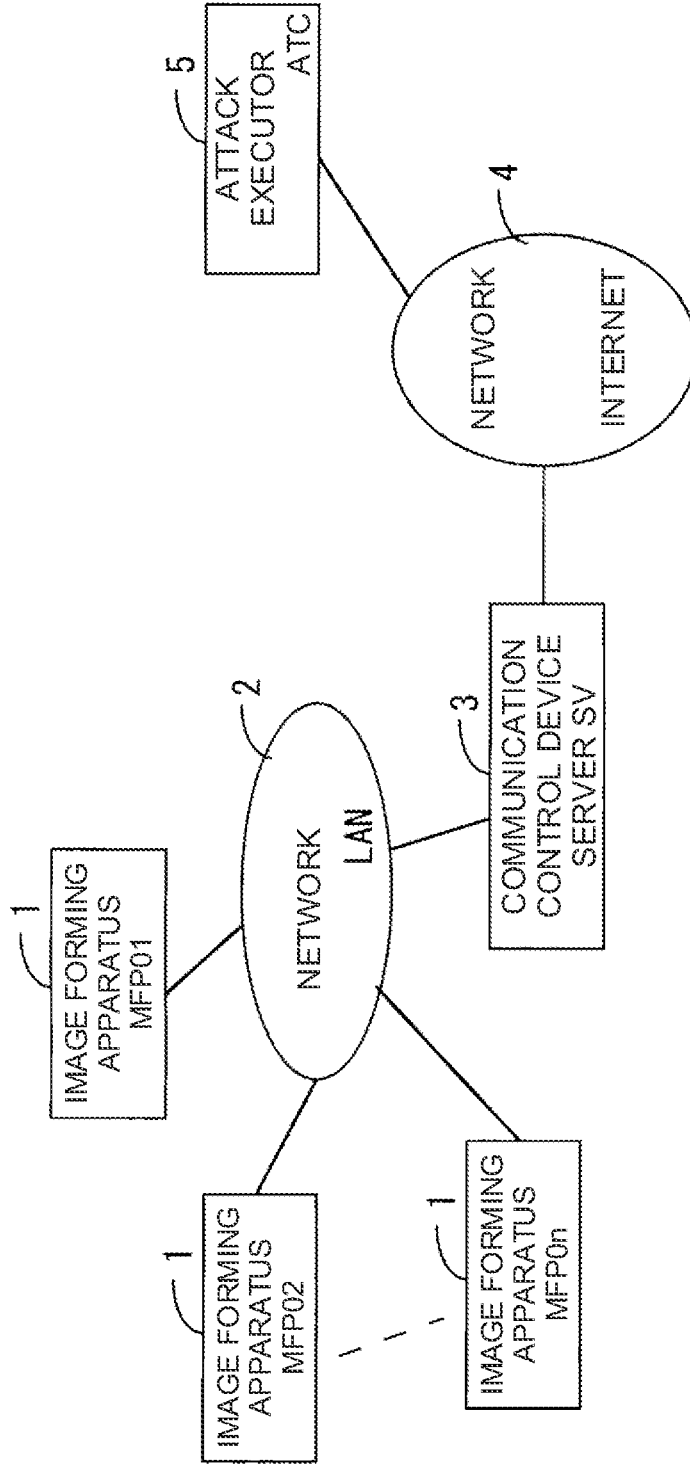 1
IMAGE FORMING
APPARATUS
MFP01
1
IMAGE FORMING
APPARATUS
MFP02
1
IMAGE FORMING
APPARATUS
MFP0n
2
NETWORK
LAN
3
COMMUNICATION
CONTROL DEVICE
SERVER SV
4
NETWORK
INTERNET
5
ATTACK
EXECUTOR
ATC